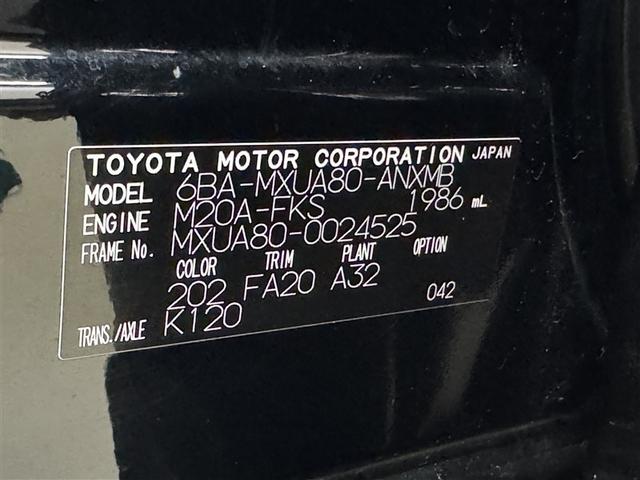 TOYOTA MOTOR CORPORATION JAPAN
MODEL 6BA-MXUA80-ANXMB
ENGINE M20A-FKS 1986 mL
FRAME No. MXUA80-0024525
COLOR TRIM PLANT OPTION
202 FA20 A32 042
TRANS./AXLE K120